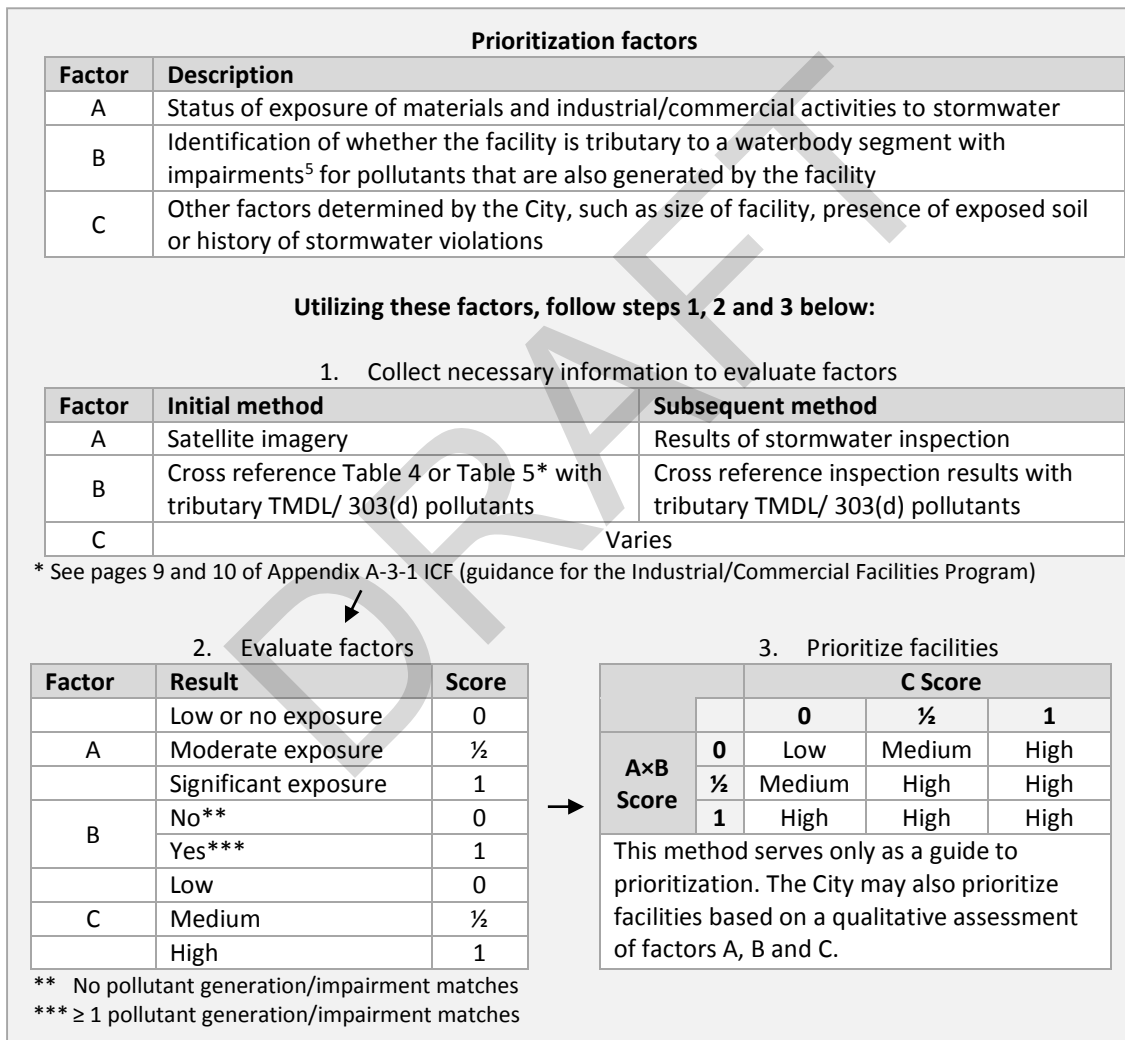 Prioritization factors
Factor Description
A Status of exposure of materials and industrial/commercial activities to stormwater
B Identification of whether the facility is tributary to a waterbody segment with
impairments5 for pollutants that are also generated by the facility
C Other factors determined by the City, such as size of facility, presence of exposed soil
or history of stormwater violations
Utilizing these factors, follow steps 1, 2 and 3 below:
1. Collect necessary information to evaluate factors
Factor Initial method Subsequent method
A Satellite imagery Results of stormwater inspection
B Cross reference Table 4 or Table 5* with Cross reference inspection results with
tributary TMDL/ 303(d) pollutants tributary TMDL/ 303(d) pollutants
C Varies
* See pages 9 and 10 of Appendix A-3-1 ICF (guidance for the Industrial/Commercial Facilities Program)
2. Evaluate factors
Factor Result Score
Low or no exposure 0
A Moderate exposure ½
Significant exposure 1
B No** 0
Yes*** 1
Low 0
C Medium ½
High 1
** No pollutant generation/impairment matches
*** ≥ 1 pollutant generation/impairment matches
3. Prioritize facilities
C Score
0 ½ 1
A×B Score
0 Low Medium High
½ Medium High High
1 High High High
This method serves only as a guide to
prioritization. The City may also prioritize
facilities based on a qualitative assessment
of factors A, B and C.
DRAFT